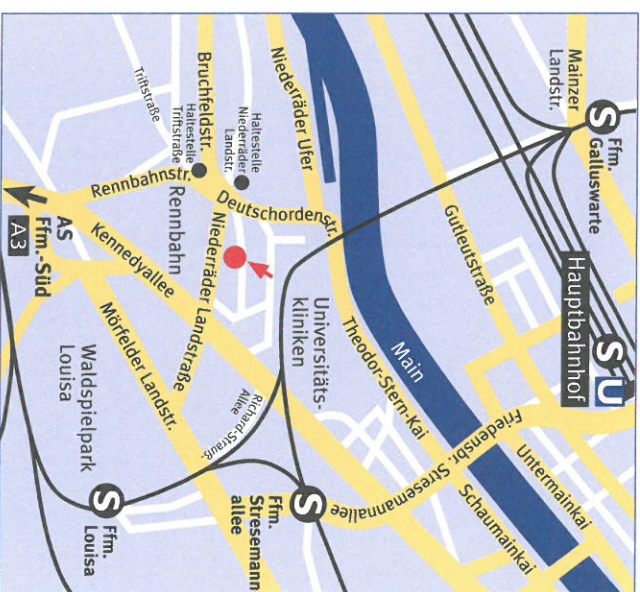 Mainzer
Landstr.
S
Ffm.
Galluswarte
Hauptbahnhof
S
U
Gutleutstraße
Niederräder Ufer
Bruchfeldstr.
Triftstraße
Haltestelle
Niederräder
Landstr.
Haltestelle
Triftstraße
Rennbahnstr.
Rennbahn
Deutschordenstr.
Niederräder Landstraße
Kennedyallee
Mörfelder Landstr.
AS
Ffm.-Süd
A3
Universitäts-
kliniken
Theodor-Stern-Kai
Main
Friedensbr.
Stresemannallee
Untermainkai
Schaumainkai
Richard-Strauß-
Allee
Waldspielpark
Louisa
S
Ffm.
Stresemann
allee
S
Ffm.
Louisa